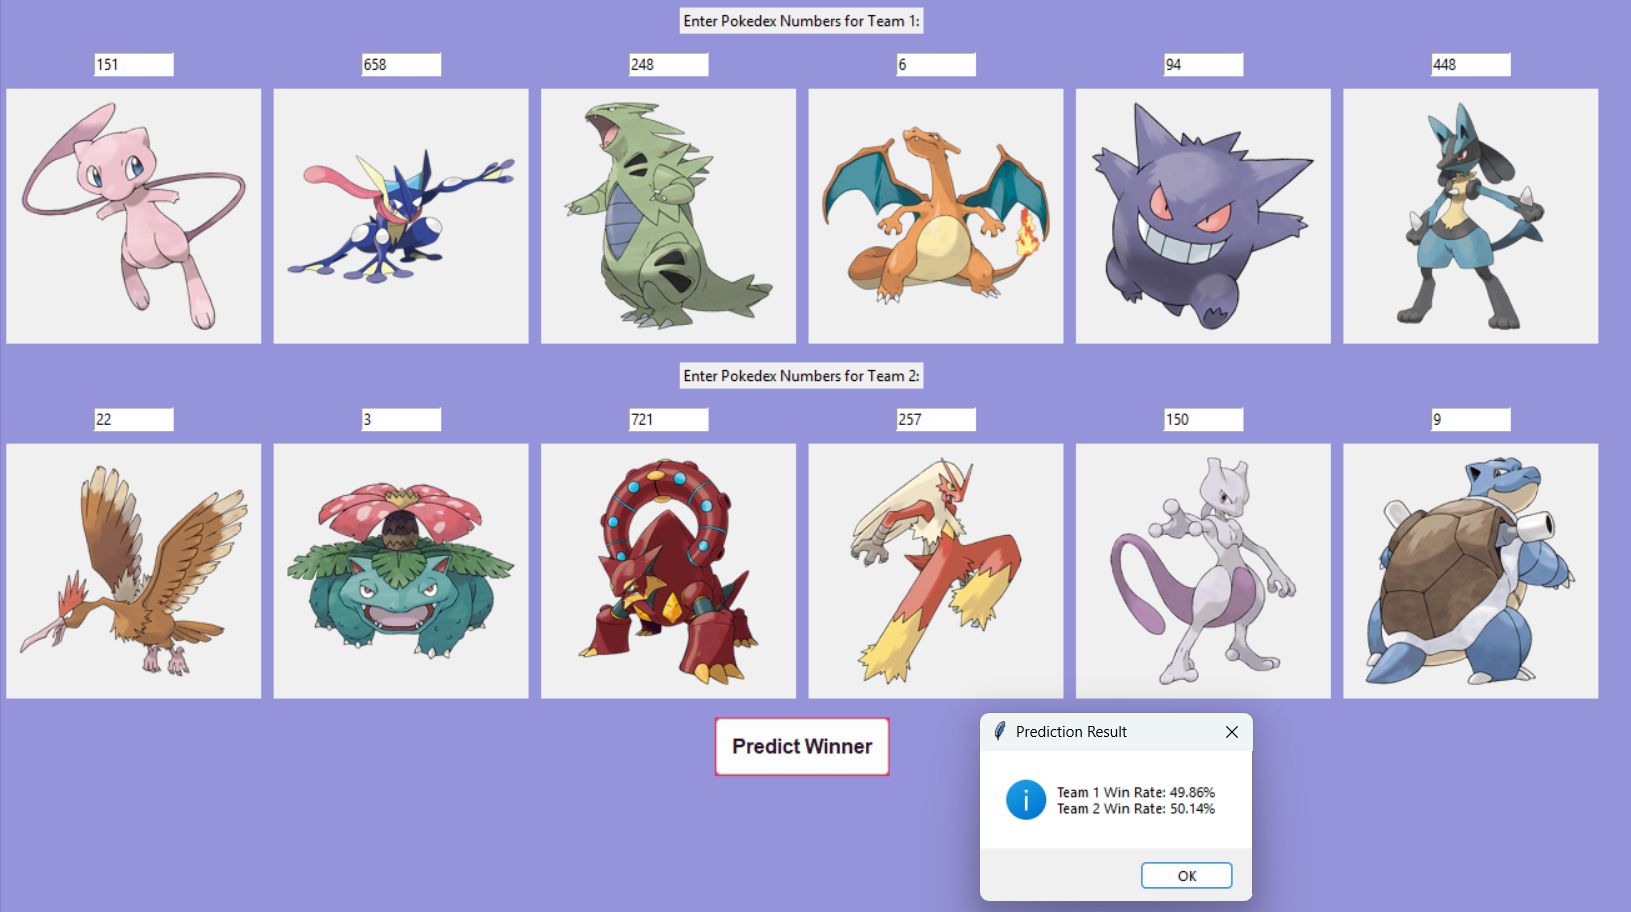 Enter Pokedex Numbers for Team 1:
151 658 248 6 94 448
Enter Pokedex Numbers for Team 2:
22 3 721 257 150 9
Predict Winner
Prediction Result
Team 1 Win Rate: 49.86%
Team 2 Win Rate: 50.14%
OK